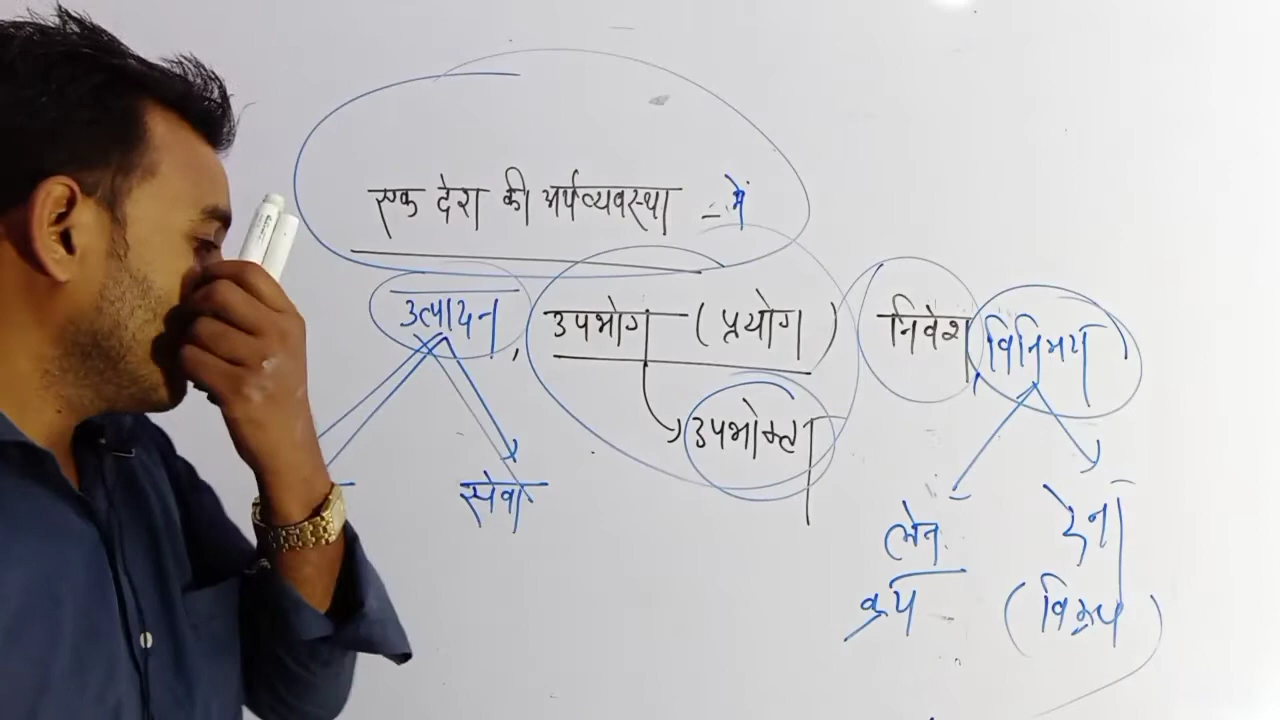 एक देश की अर्थव्यवस्था - में
उत्पादन, उपभोग (प्रयोग) निवेश, विनिमय
उपभोक्ता
सेवा
लेन देना
क्रय (विक्रय)